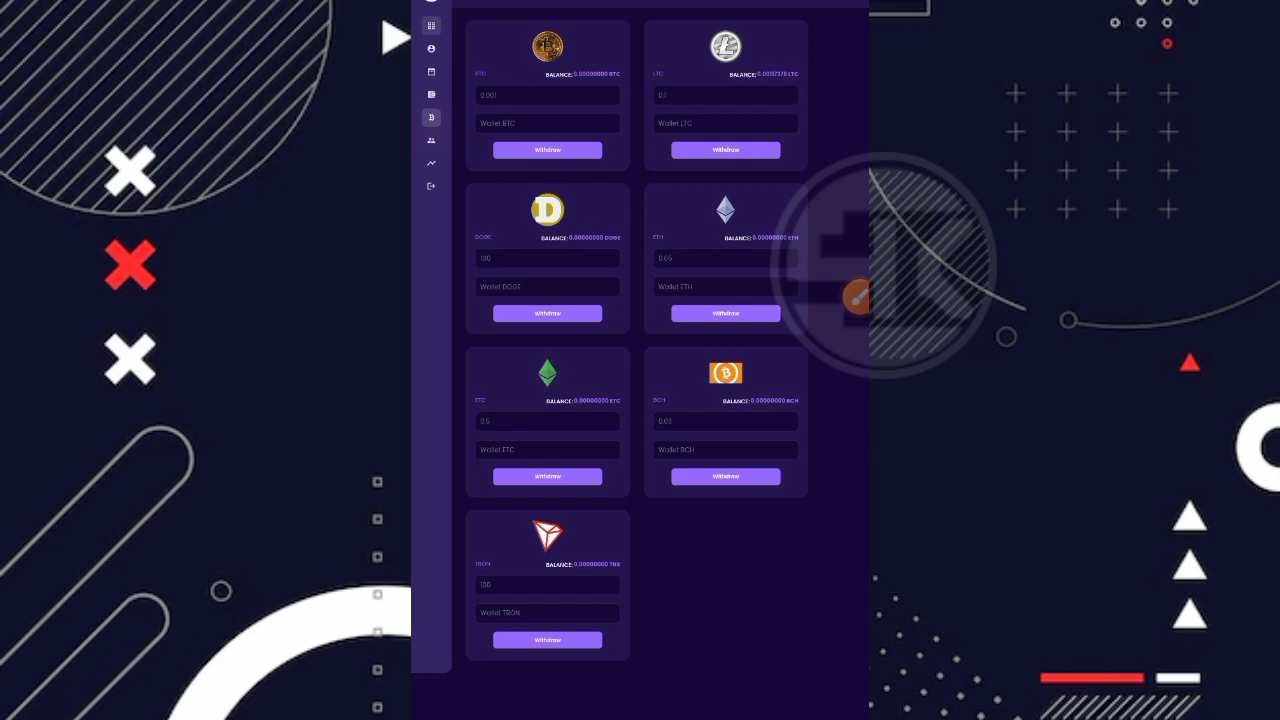 BTC BALANCE: 0.00000000 BTC
0.001
Wallet BTC
Withdraw
LTC BALANCE: 0.00197378 LTC
0.1
Wallet LTC
Withdraw
DOGE BALANCE: 0.00000000 DOGE
100
Wallet DOGE
Withdraw
ETH BALANCE: 0.00000000 ETH
0.05
Wallet ETH
Withdraw
ETC BALANCE: 0.00000000 ETC
0.5
Wallet ETC
Withdraw
BCH BALANCE: 0.00000000 BCH
0.03
Wallet BCH
Withdraw
TRON BALANCE: 0.00000000 TRX
100
Wallet TRON
Withdraw